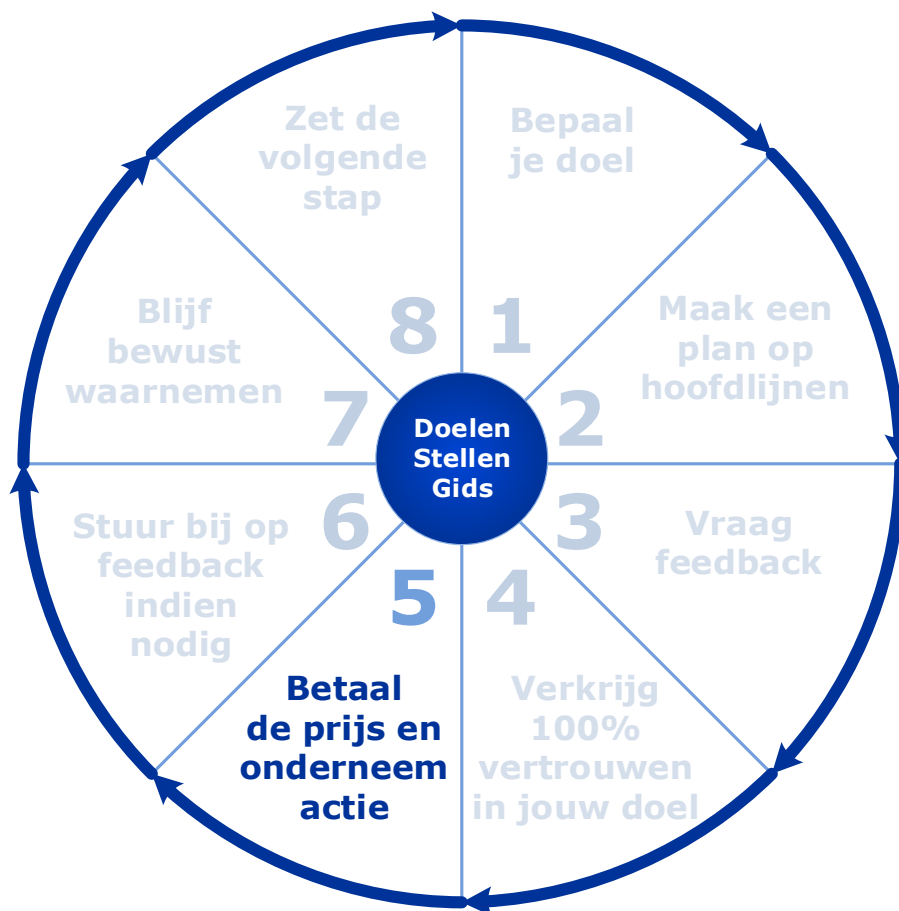 Doelen
Stellen
Gids
1
Bepaal
je doel
2
Maak een
plan op
hoofdlijnen
3
Vraag
feedback
4
Verkrijg
100%
vertrouwen
in jouw doel
5
Betaal
de prijs en
onderneem
actie
6
Stuur bij op
feedback
indien
nodig
7
Blijf
bewust
waarnemen
8
Zet de
volgende
stap